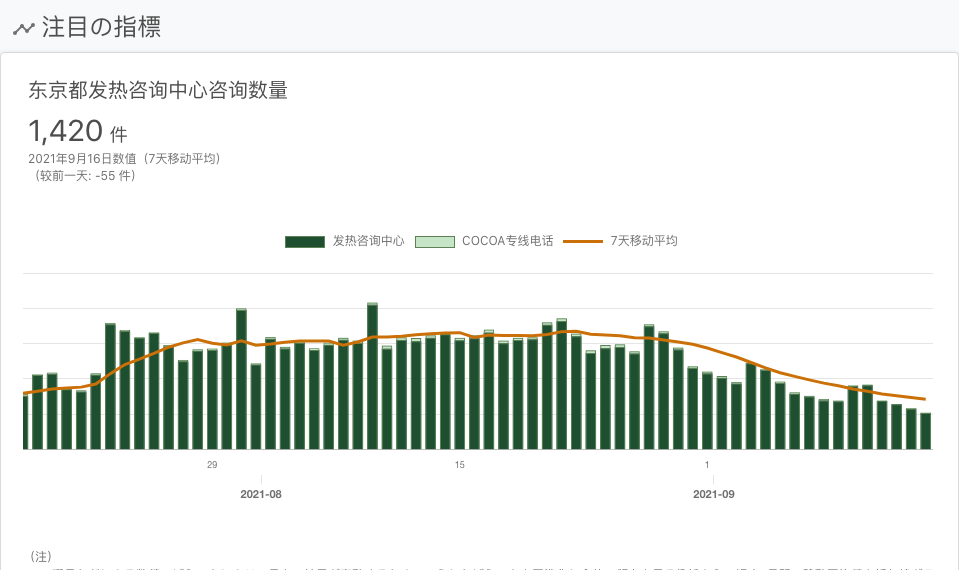 注目の指標
东京都发热咨询中心咨询数量
1,420 件
2021年9月16日数值（7天移动平均）
（较前一天: -55 件）
发热咨询中心 COCOA专线电话 7天移动平均
29 15 1
2021-08 2021-09
（注）